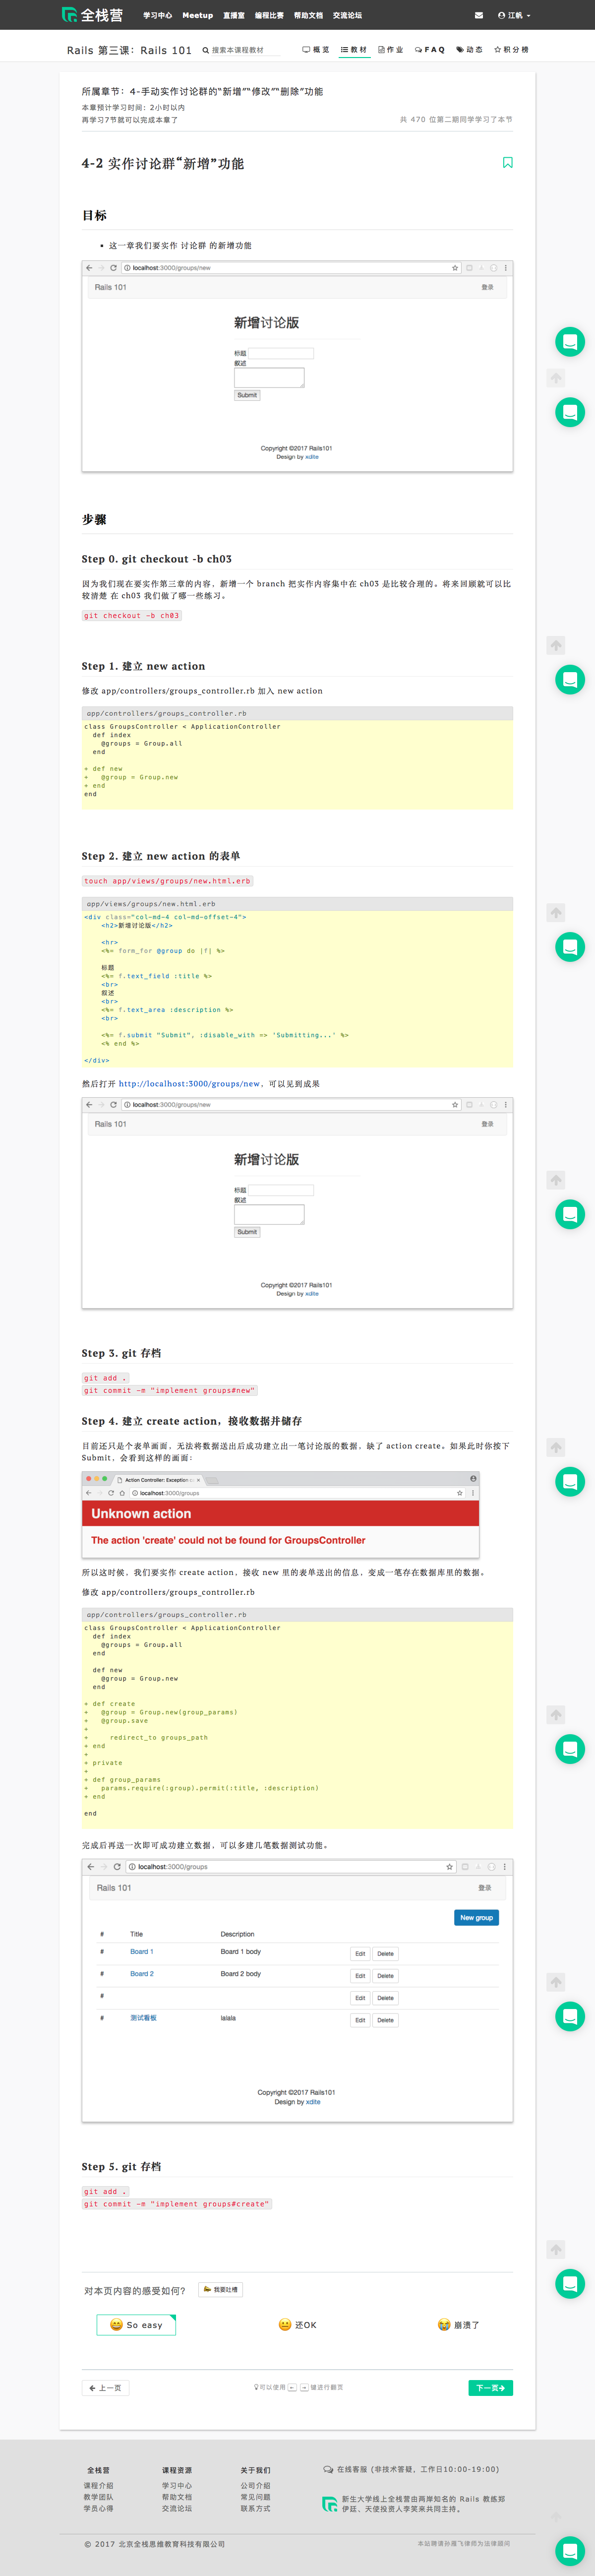 全栈营
学习中心 Meetup 直播室 编程比赛 帮助文档 交流论坛 江帆
Rails 第三课：Rails 101 搜索本课程教材 概览 教材 作业 FAQ 动态 积分榜
所属章节：4-手动实作讨论群的“新增”“修改”“删除”功能
本章预计学习时间：2小时以内
再学习7节就可以完成本章了 共 470 位第二期同学学习了本节
4-2 实作讨论群“新增”功能
目标
• 这一章我们要实作 讨论群 的新增功能
localhost:3000/groups/new
Rails 101 登录
新增讨论版
标题
叙述
Submit
Copyright ©2017 Rails101
Design by xdite
步骤
Step 0. git checkout -b ch03
因为我们现在要实作第三章的内容，新增一个 branch 把实作内容集中在 ch03 是比较合理的。将来回顾就可以比
较清楚 在 ch03 我们做了哪一些练习。
git checkout -b ch03
Step 1. 建立 new action
修改 app/controllers/groups_controller.rb 加入 new action
app/controllers/groups_controller.rb
class GroupsController < ApplicationController
  def index
    @groups = Group.all
  end
+ def new
+   @group = Group.new
+ end
end
Step 2. 建立 new action 的表单
touch app/views/groups/new.html.erb
app/views/groups/new.html.erb
<div class="col-md-4 col-md-offset-4">
    <h2>新增讨论版</h2>
    <hr>
    <%= form_for @group do |f| %>
    标题
    <%= f.text_field :title %>
    <br>
    叙述
    <br>
    <%= f.text_area :description %>
    <br>
    <%= f.submit "Submit", :disable_with => 'Submitting...' %>
    <% end %>
</div>
然后打开 http://localhost:3000/groups/new，可以见到成果
localhost:3000/groups/new
Rails 101 登录
新增讨论版
标题
叙述
Submit
Copyright ©2017 Rails101
Design by xdite
Step 3. git 存档
git add .
git commit -m "implement groups#new"
Step 4. 建立 create action，接收数据并储存
目前还只是个表单画面，无法将数据送出后成功建立出一笔讨论版的数据，缺了 action create。如果此时你按下
Submit，会看到这样的画面：
Action Controller: Exception c
localhost:3000/groups
Unknown action
The action 'create' could not be found for GroupsController
所以这时候，我们要实作 create action，接收 new 里的表单送出的信息，变成一笔存在数据库里的数据。
修改 app/controllers/groups_controller.rb
app/controllers/groups_controller.rb
class GroupsController < ApplicationController
  def index
    @groups = Group.all
  end
  def new
    @group = Group.new
  end
+ def create
+   @group = Group.new(group_params)
+   @group.save
+
+     redirect_to groups_path
+ end
+
+ private
+
+ def group_params
+   params.require(:group).permit(:title, :description)
+ end
end
完成后再送一次即可成功建立数据，可以多建几笔数据测试功能。
localhost:3000/groups
Rails 101 登录
New group
# Title Description
# Board 1 Board 1 body Edit Delete
# Board 2 Board 2 body Edit Delete
# Edit Delete
# 测试看板 lalala Edit Delete
Copyright ©2017 Rails101
Design by xdite
Step 5. git 存档
git add .
git commit -m "implement groups#create"
对本页内容的感受如何？ 我要吐槽
So easy 还OK 崩溃了
上一页 可以使用 ← → 键进行翻页 下一页
全栈营 课程资源 关于我们 在线客服 (非技术答疑，工作日10:00-19:00)
课程介绍 学习中心 公司介绍
教学团队 帮助文档 常见问题
学员心得 交流论坛 联系方式
新生大学线上全栈营由两岸知名的 Rails 教练郑
伊廷、天使投资人李笑来共同主持。
© 2017 北京全栈思维教育科技有限公司 本站聘请孙雁飞律师为法律顾问